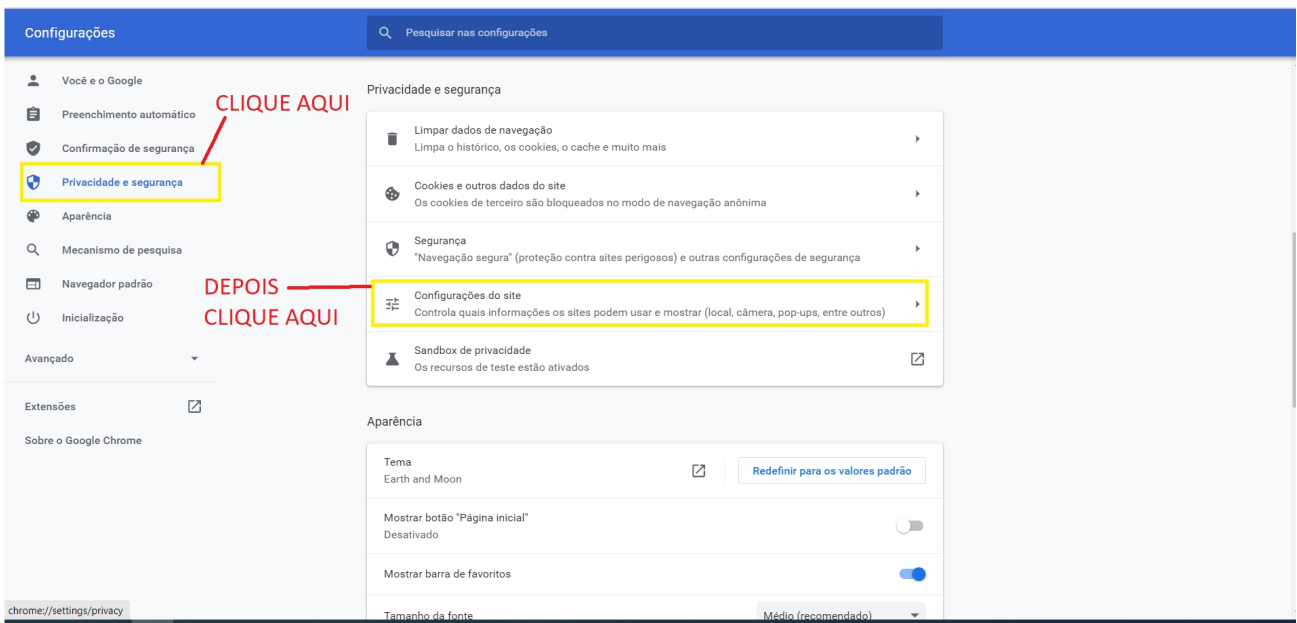 Configurações
Pesquisar nas configurações
Você e o Google
Preenchimento automático
Confirmação de segurança
Privacidade e segurança
Aparência
Mecanismo de pesquisa
Navegador padrão
Inicialização
Avançado
Extensões
Sobre o Google Chrome
CLIQUE AQUI
DEPOIS
CLIQUE AQUI
Privacidade e segurança
Limpar dados de navegação
Limpa o histórico, os cookies, o cache e muito mais
Cookies e outros dados do site
Os cookies de terceiro são bloqueados no modo de navegação anônima
Segurança
"Navegação segura" (proteção contra sites perigosos) e outras configurações de segurança
Configurações do site
Controla quais informações os sites podem usar e mostrar (local, câmera, pop-ups, entre outros)
Sandbox de privacidade
Os recursos de teste estão ativados
Aparência
Tema
Earth and Moon
Redefinir para os valores padrão
Mostrar botão "Página inicial"
Desativado
Mostrar barra de favoritos
Tamanho da fonte
Médio (recomendado)
chrome://settings/privacy